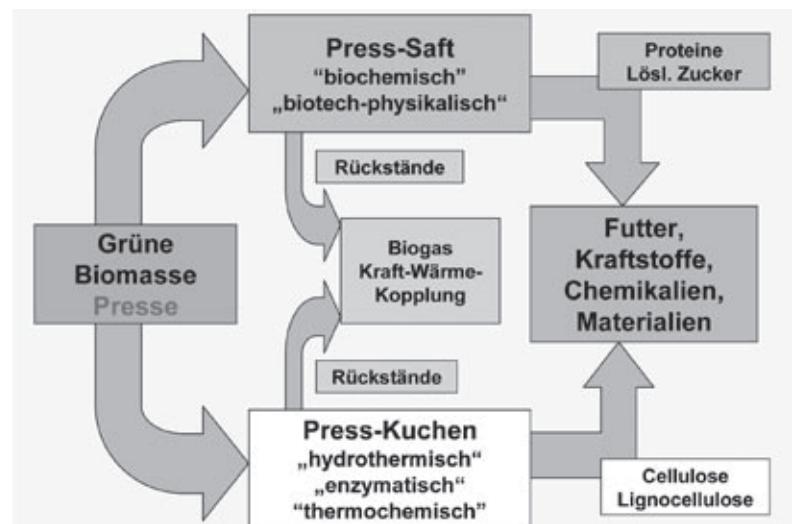 Press-Saft
“biochemisch”
„biotech-physikalisch“
Proteine
Lösl. Zucker
Rückstände
Grüne
Biomasse
Presse
Biogas
Kraft-Wärme-
Kopplung
Futter,
Kraftstoffe,
Chemikalien,
Materialien
Rückstände
Press-Kuchen
„hydrothermisch“
„enzymatisch“
“thermochemisch”
Cellulose
Lignocellulose